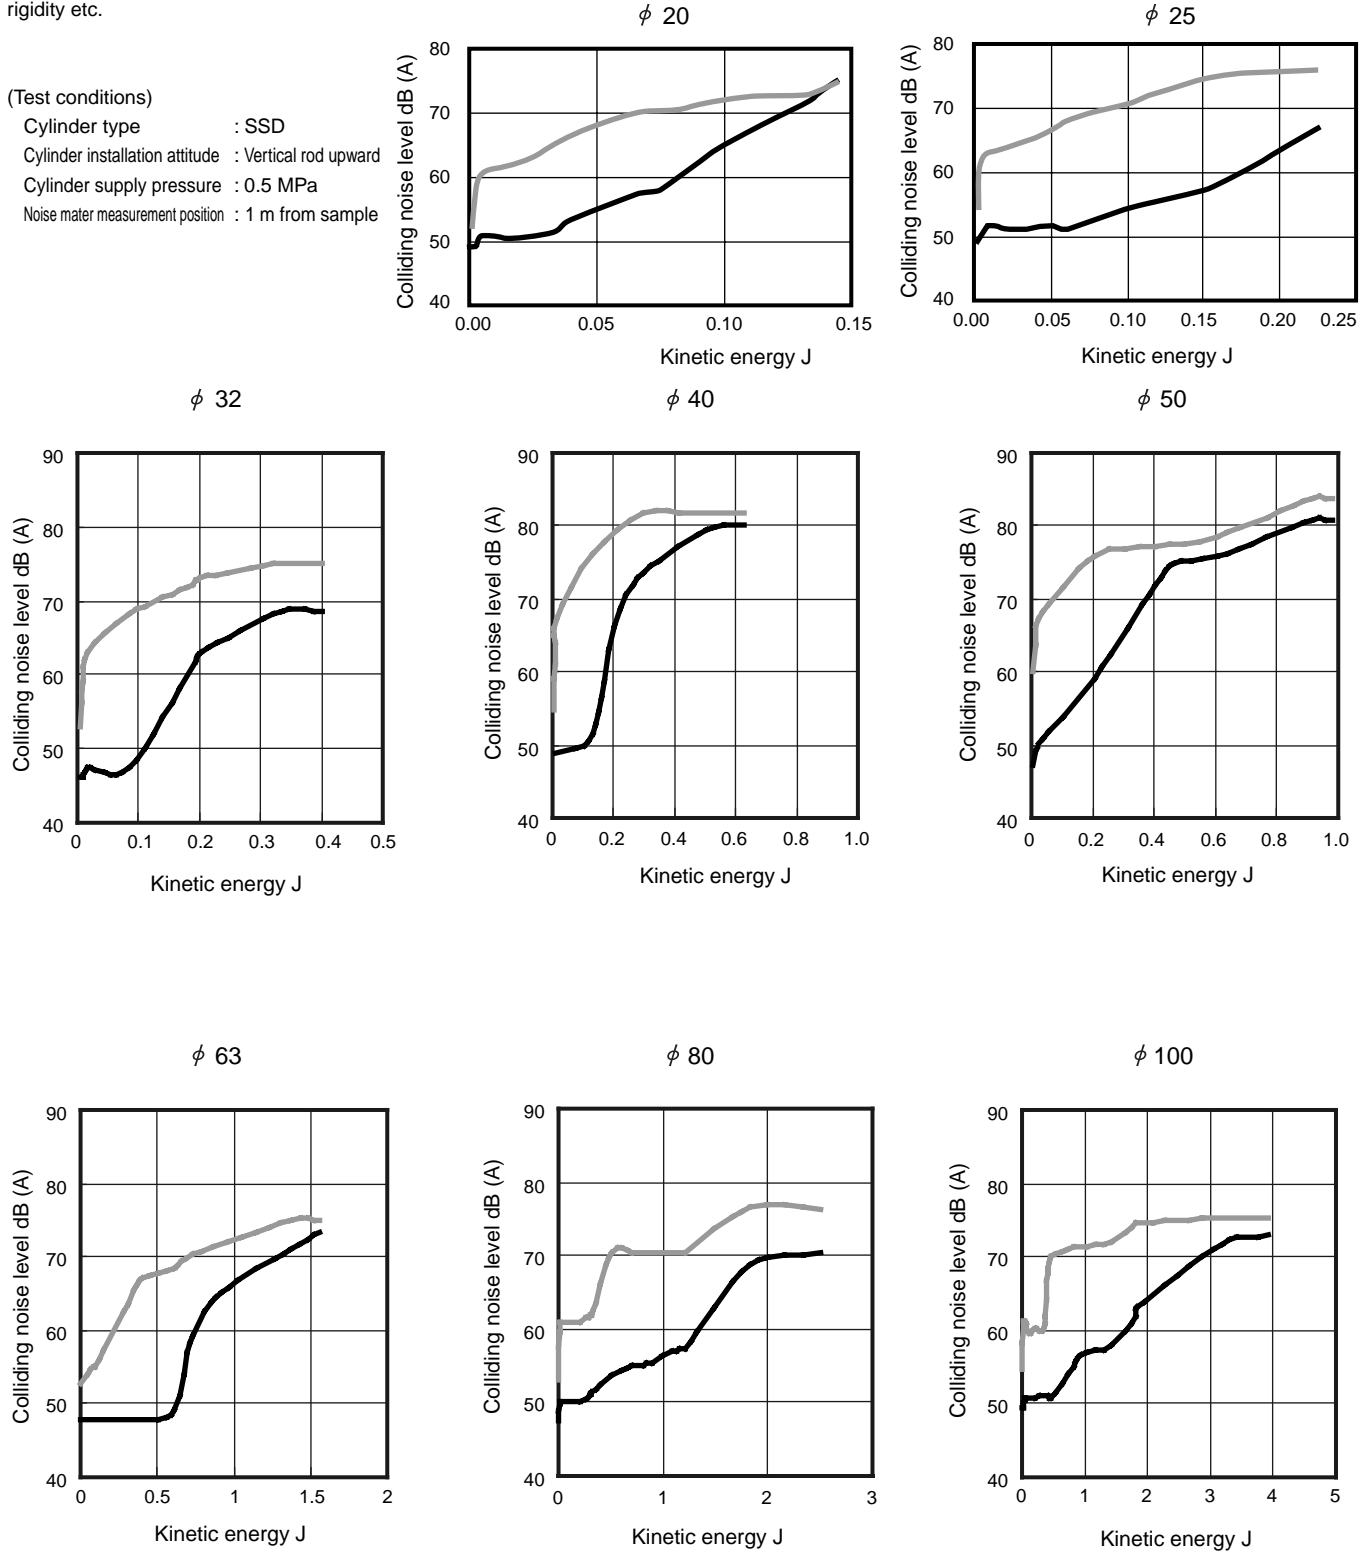 rigidity etc.
(Test conditions)
Cylinder type : SSD
Cylinder installation attitude : Vertical rod upward
Cylinder supply pressure : 0.5 MPa
Noise mater measurement position : 1 m from sample
ϕ 20
Colliding noise level dB (A)
80
70
60
50
40
0.00 0.05 0.10 0.15
Kinetic energy J
ϕ 25
Colliding noise level dB (A)
80
70
60
50
40
0.00 0.05 0.10 0.15 0.20 0.25
Kinetic energy J
ϕ 32
Colliding noise level dB (A)
90
80
70
60
50
40
0 0.1 0.2 0.3 0.4 0.5
Kinetic energy J
ϕ 40
Colliding noise level dB (A)
90
80
70
60
50
40
0 0.2 0.4 0.6 0.8 1.0
Kinetic energy J
ϕ 50
Colliding noise level dB (A)
90
80
70
60
50
40
0 0.2 0.4 0.6 0.8 1.0
Kinetic energy J
ϕ 63
Colliding noise level dB (A)
90
80
70
60
50
40
0 0.5 1 1.5 2
Kinetic energy J
ϕ 80
Colliding noise level dB (A)
90
80
70
60
50
40
0 1 2 3
Kinetic energy J
ϕ 100
Colliding noise level dB (A)
90
80
70
60
50
40
0 1 2 3 4 5
Kinetic energy J